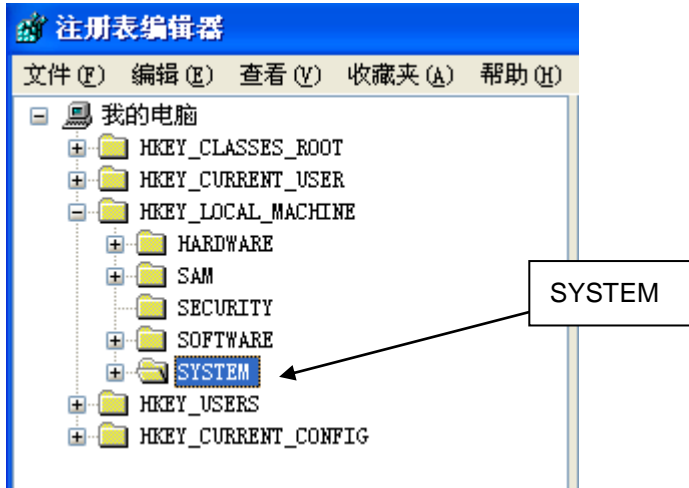 注册表编辑器
文件(F) 编辑(E) 查看(V) 收藏夹(A) 帮助(H)
我的电脑
HKEY_CLASSES_ROOT
HKEY_CURRENT_USER
HKEY_LOCAL_MACHINE
HARDWARE
SAM
SECURITY
SOFTWARE
SYSTEM
HKEY_USERS
HKEY_CURRENT_CONFIG
SYSTEM